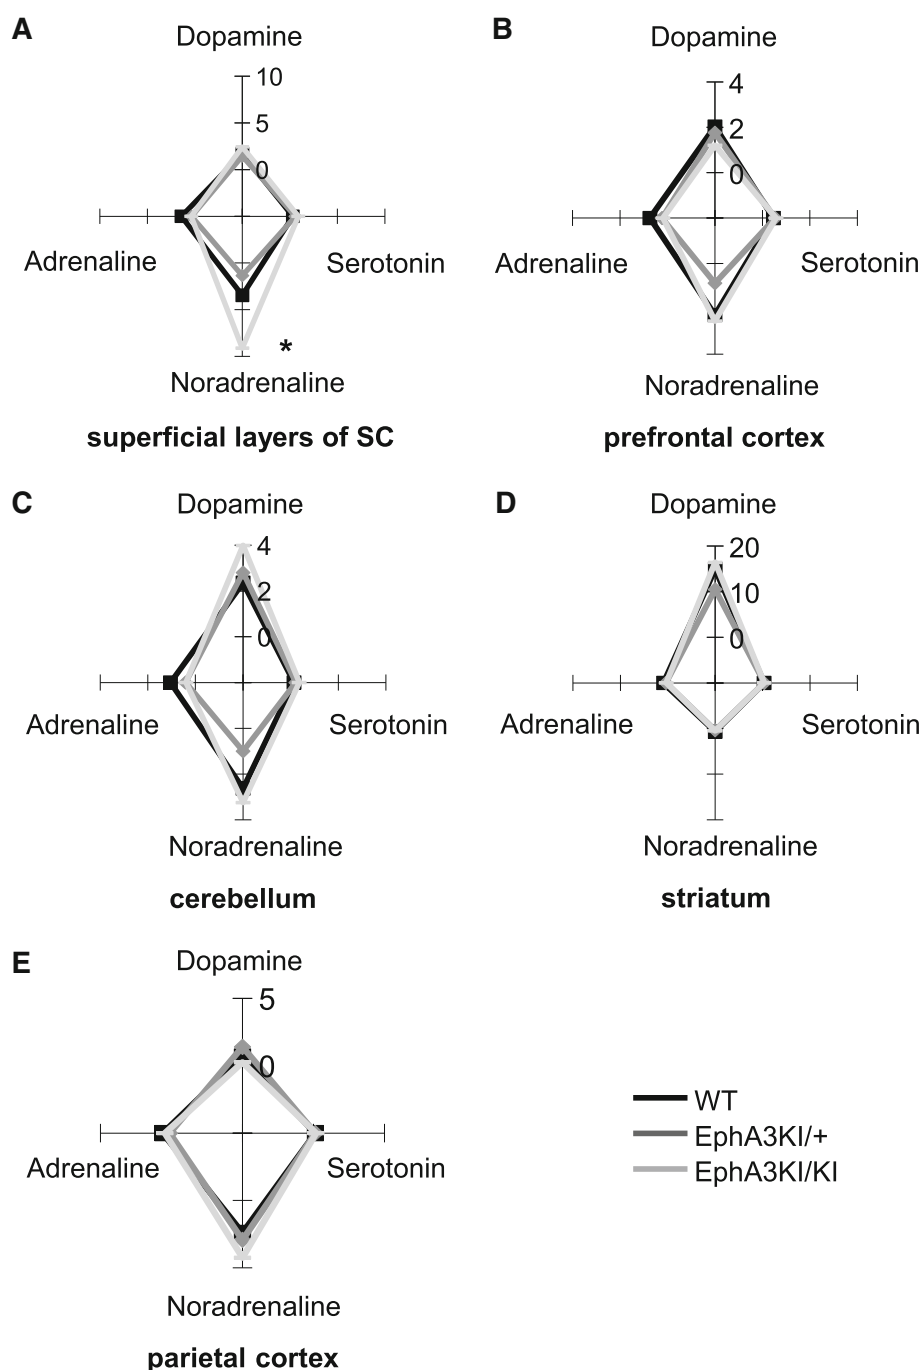 A
Dopamine
10
5
0
Adrenaline
Serotonin
*
Noradrenaline
superficial layers of SC
B
Dopamine
4
2
0
Adrenaline
Serotonin
Noradrenaline
prefrontal cortex
C
Dopamine
4
2
0
Adrenaline
Serotonin
Noradrenaline
cerebellum
D
Dopamine
20
10
0
Adrenaline
Serotonin
Noradrenaline
striatum
E
Dopamine
5
0
Adrenaline
Serotonin
Noradrenaline
parietal cortex
WT
EphA3KI/+
EphA3KI/KI